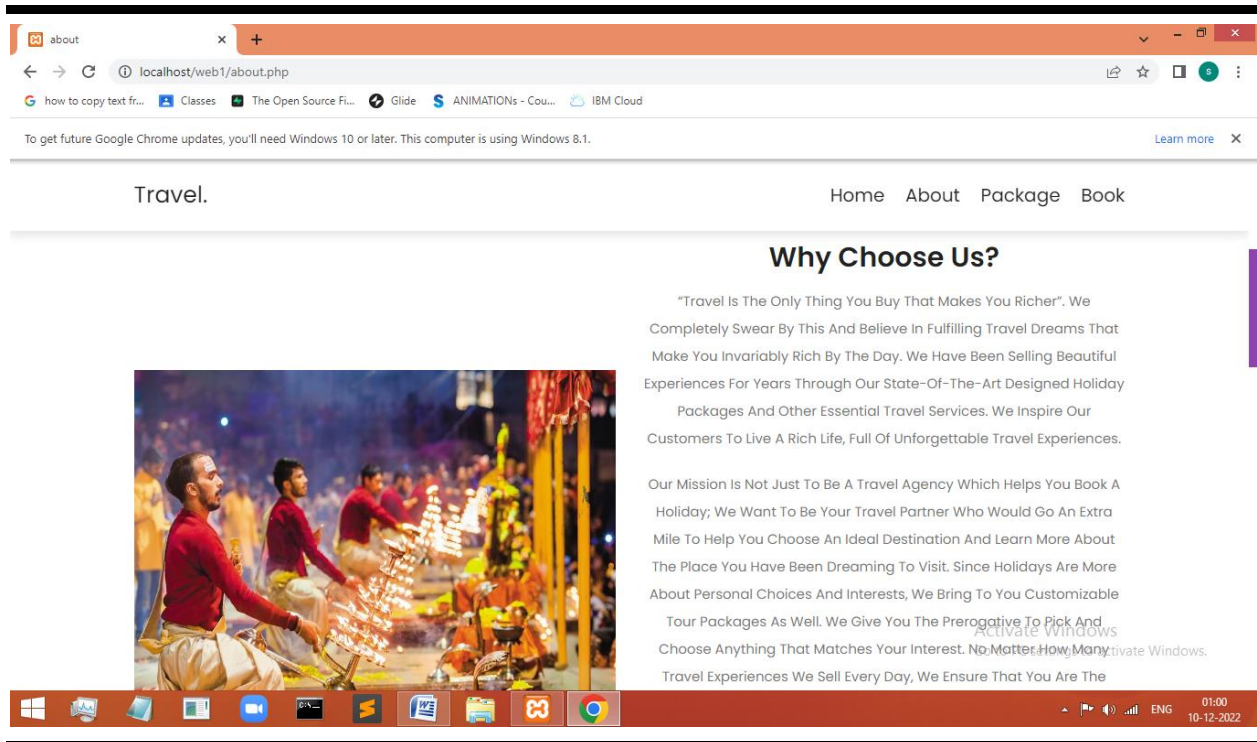 about
localhost/web1/about.php
S
how to copy text fr... Classes The Open Source Fi... Glide ANIMATIONs - Cou... IBM Cloud
To get future Google Chrome updates, you'll need Windows 10 or later. This computer is using Windows 8.1. Learn more
Travel. Home About Package Book
Why Choose Us?
"Travel Is The Only Thing You Buy That Makes You Richer". We
Completely Swear By This And Believe In Fulfilling Travel Dreams That
Make You Invariably Rich By The Day. We Have Been Selling Beautiful
Experiences For Years Through Our State-Of-The-Art Designed Holiday
Packages And Other Essential Travel Services. We Inspire Our
Customers To Live A Rich Life, Full Of Unforgettable Travel Experiences.
Our Mission Is Not Just To Be A Travel Agency Which Helps You Book A
Holiday; We Want To Be Your Travel Partner Who Would Go An Extra
Mile To Help You Choose An Ideal Destination And Learn More About
The Place You Have Been Dreaming To Visit. Since Holidays Are More
About Personal Choices And Interests, We Bring To You Customizable
Tour Packages As Well. We Give You The Prerogative To Pick And
Activate Windows
Choose Anything That Matches Your Interest. No Matter How Many
activate Windows.
Travel Experiences We Sell Every Day, We Ensure That You Are The
ENG 01:00
10-12-2022